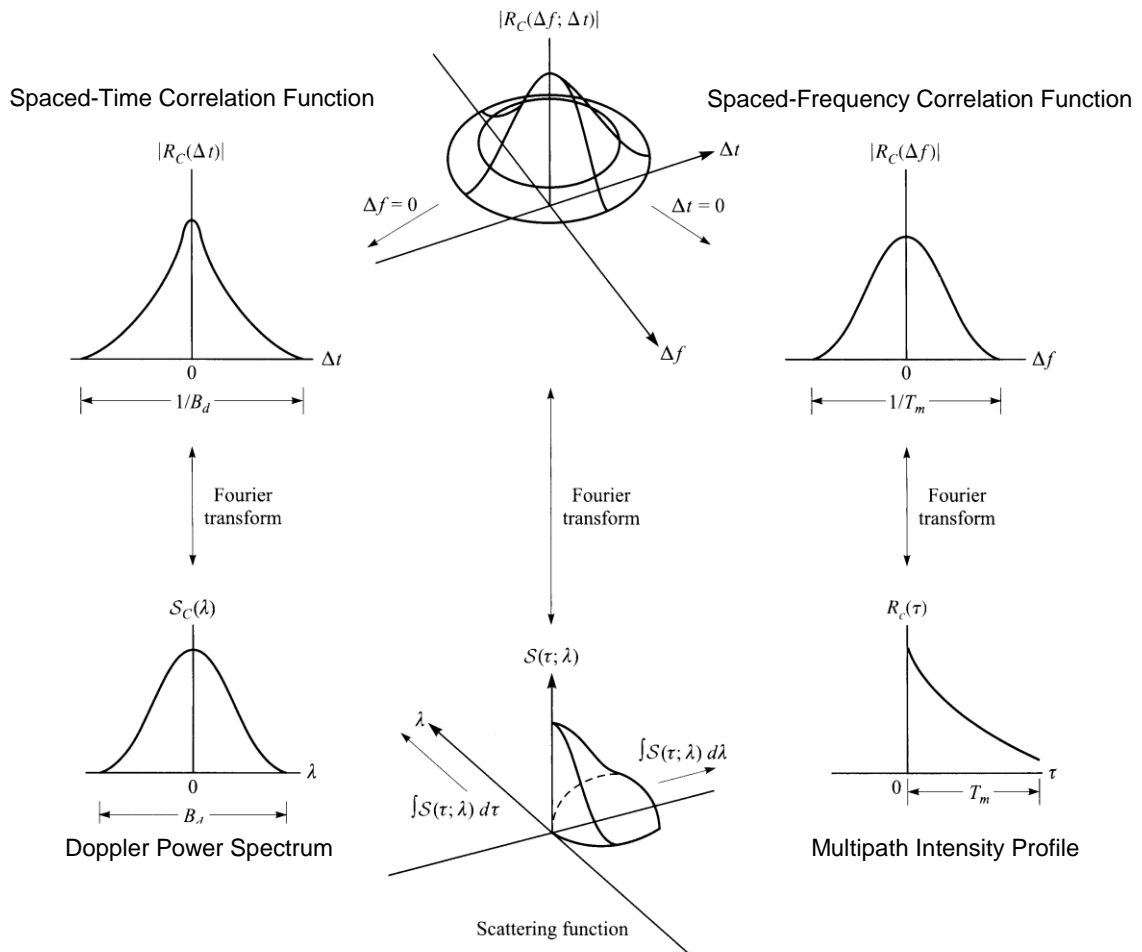 |R_C(Δf; Δt)|
Spaced-Time Correlation Function
Spaced-Frequency Correlation Function
|R_C(Δt)|
Δt
|R_C(Δf)|
Δf = 0
Δt = 0
Δt
Δf
Δf
0
0
1/B_d
1/T_m
Fourier
transform
Fourier
transform
Fourier
transform
𝒮_C(λ)
R_c(τ)
𝒮(τ; λ)
λ
∫𝒮(τ; λ) dλ
λ
τ
0
0
∫𝒮(τ; λ) dτ
T_m
B_d
Doppler Power Spectrum
Multipath Intensity Profile
Scattering function